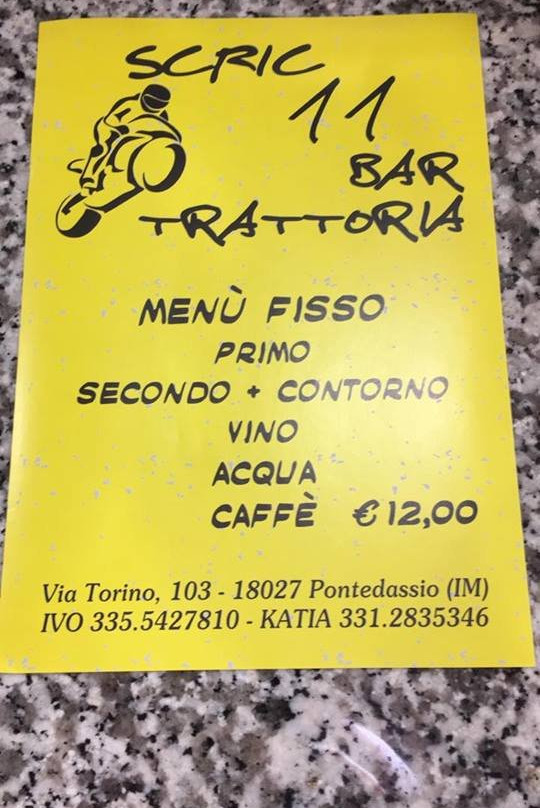 SCRIC
11
BAR
TRATTORIA
MENÙ FISSO
PRIMO
SECONDO + CONTORNO
VINO
ACQUA
CAFFÈ € 12,00
Via Torino, 103 - 18027 Pontedassio (IM)
IVO 335.5427810 - KATIA 331.2835346